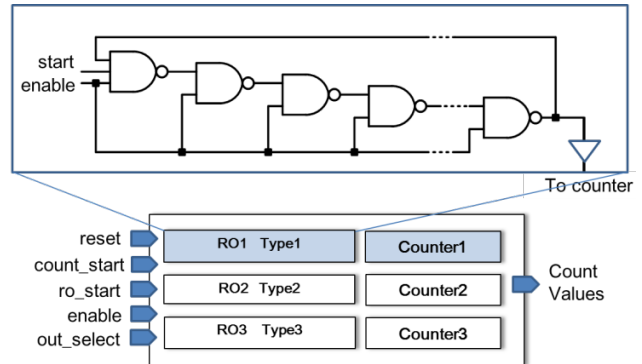 start
enable
To counter
reset
count_start
ro_start
enable
out_select
RO1 Type1
Counter1
RO2 Type2
Counter2
RO3 Type3
Counter3
Count
Values